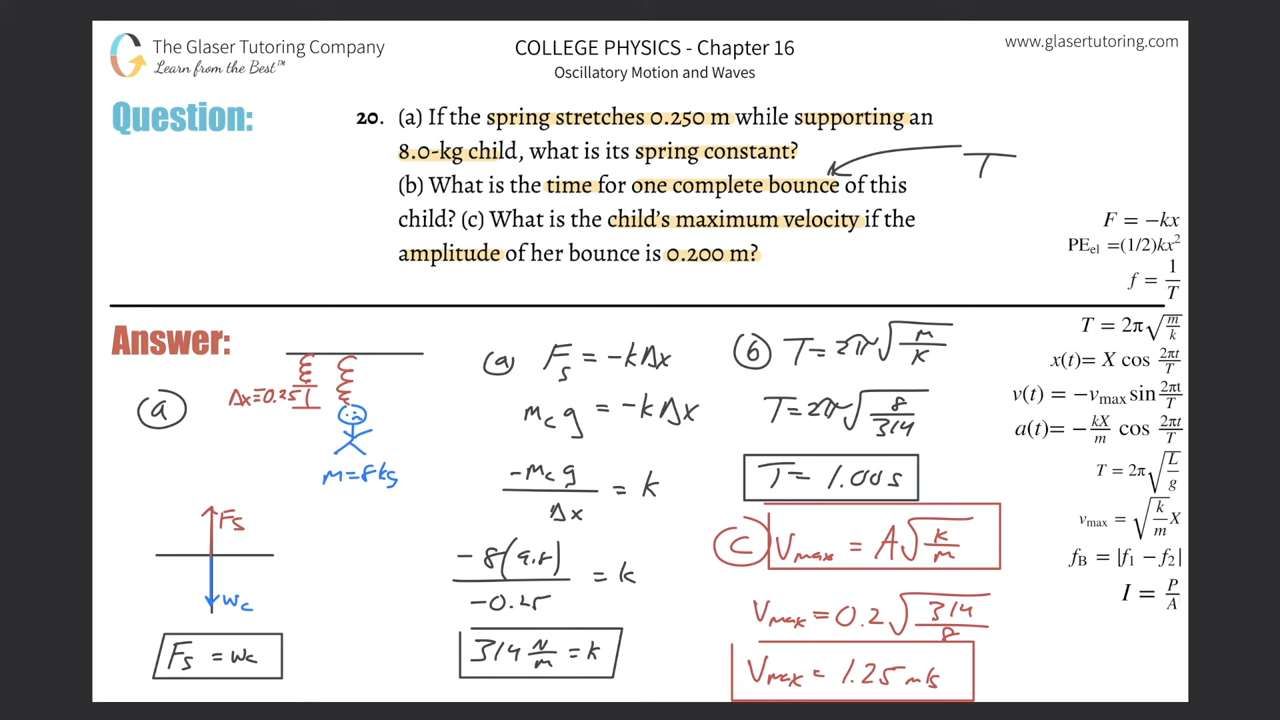 The Glaser Tutoring Company
Learn from the Best™
COLLEGE PHYSICS - Chapter 16
Oscillatory Motion and Waves
www.glasertutoring.com
Question:
20. (a) If the spring stretches 0.250 m while supporting an
8.0-kg child, what is its spring constant?
(b) What is the time for one complete bounce of this
child? (c) What is the child's maximum velocity if the
amplitude of her bounce is 0.200 m?
T
F = −kx
PEel =(1/2)kx²
f = 1/T
T = 2π√(m/k)
x(t)= X cos 2πt/T
v(t) = −vmax sin 2πt/T
a(t)= − kX/m cos 2πt/T
T = 2π√(L/g)
vmax = √(k/m) X
fB = |f1 − f2|
I = P/A
Answer:
(a)
Δx=0.25
m=8kg
Fs
Wc
Fs = Wc
(a) Fs = -kΔx
mc g = -kΔx
-mc g / Δx = k
-8(9.8) / -0.25 = k
314 N/m = k
(b) T = 2π√(m/k)
T = 2π√(8/314)
T = 1.00s
(c) Vmax = A√(k/m)
Vmax = 0.2√(314/8)
Vmax = 1.25 m/s